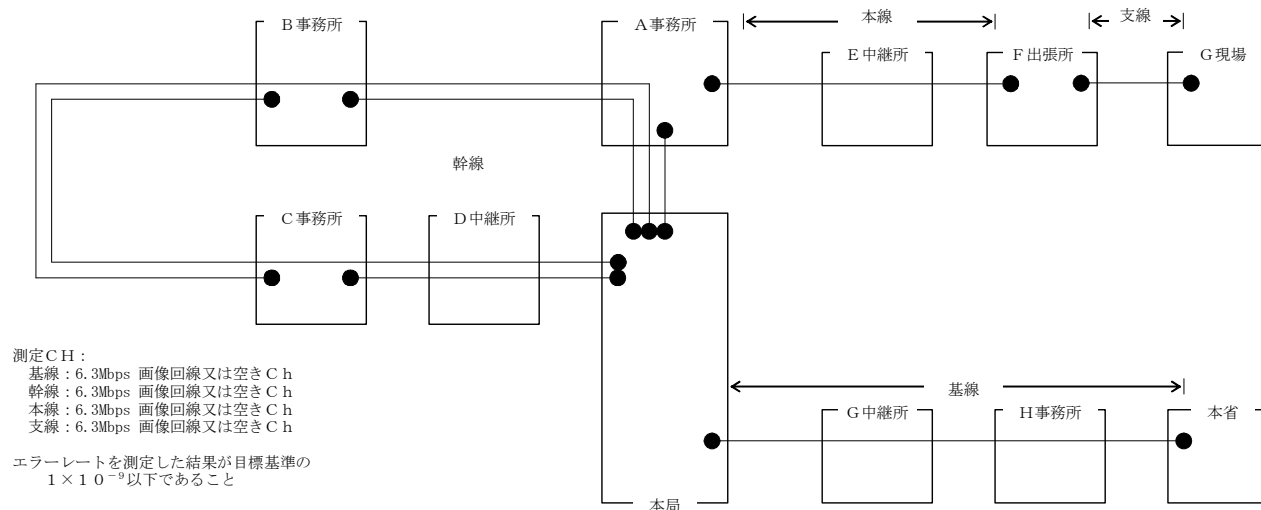 Ｂ事務所
Ａ事務所
本線
支線
Ｅ中継所
Ｆ出張所
Ｇ現場
幹線
Ｃ事務所
Ｄ中継所
測定ＣＨ：
基線：6.3Mbps 画像回線又は空きＣｈ
幹線：6.3Mbps 画像回線又は空きＣｈ
本線：6.3Mbps 画像回線又は空きＣｈ
支線：6.3Mbps 画像回線又は空きＣｈ
エラーレートを測定した結果が目標基準の
１×１０⁻⁹以下であること
基線
Ｇ中継所
Ｈ事務所
本省
本局